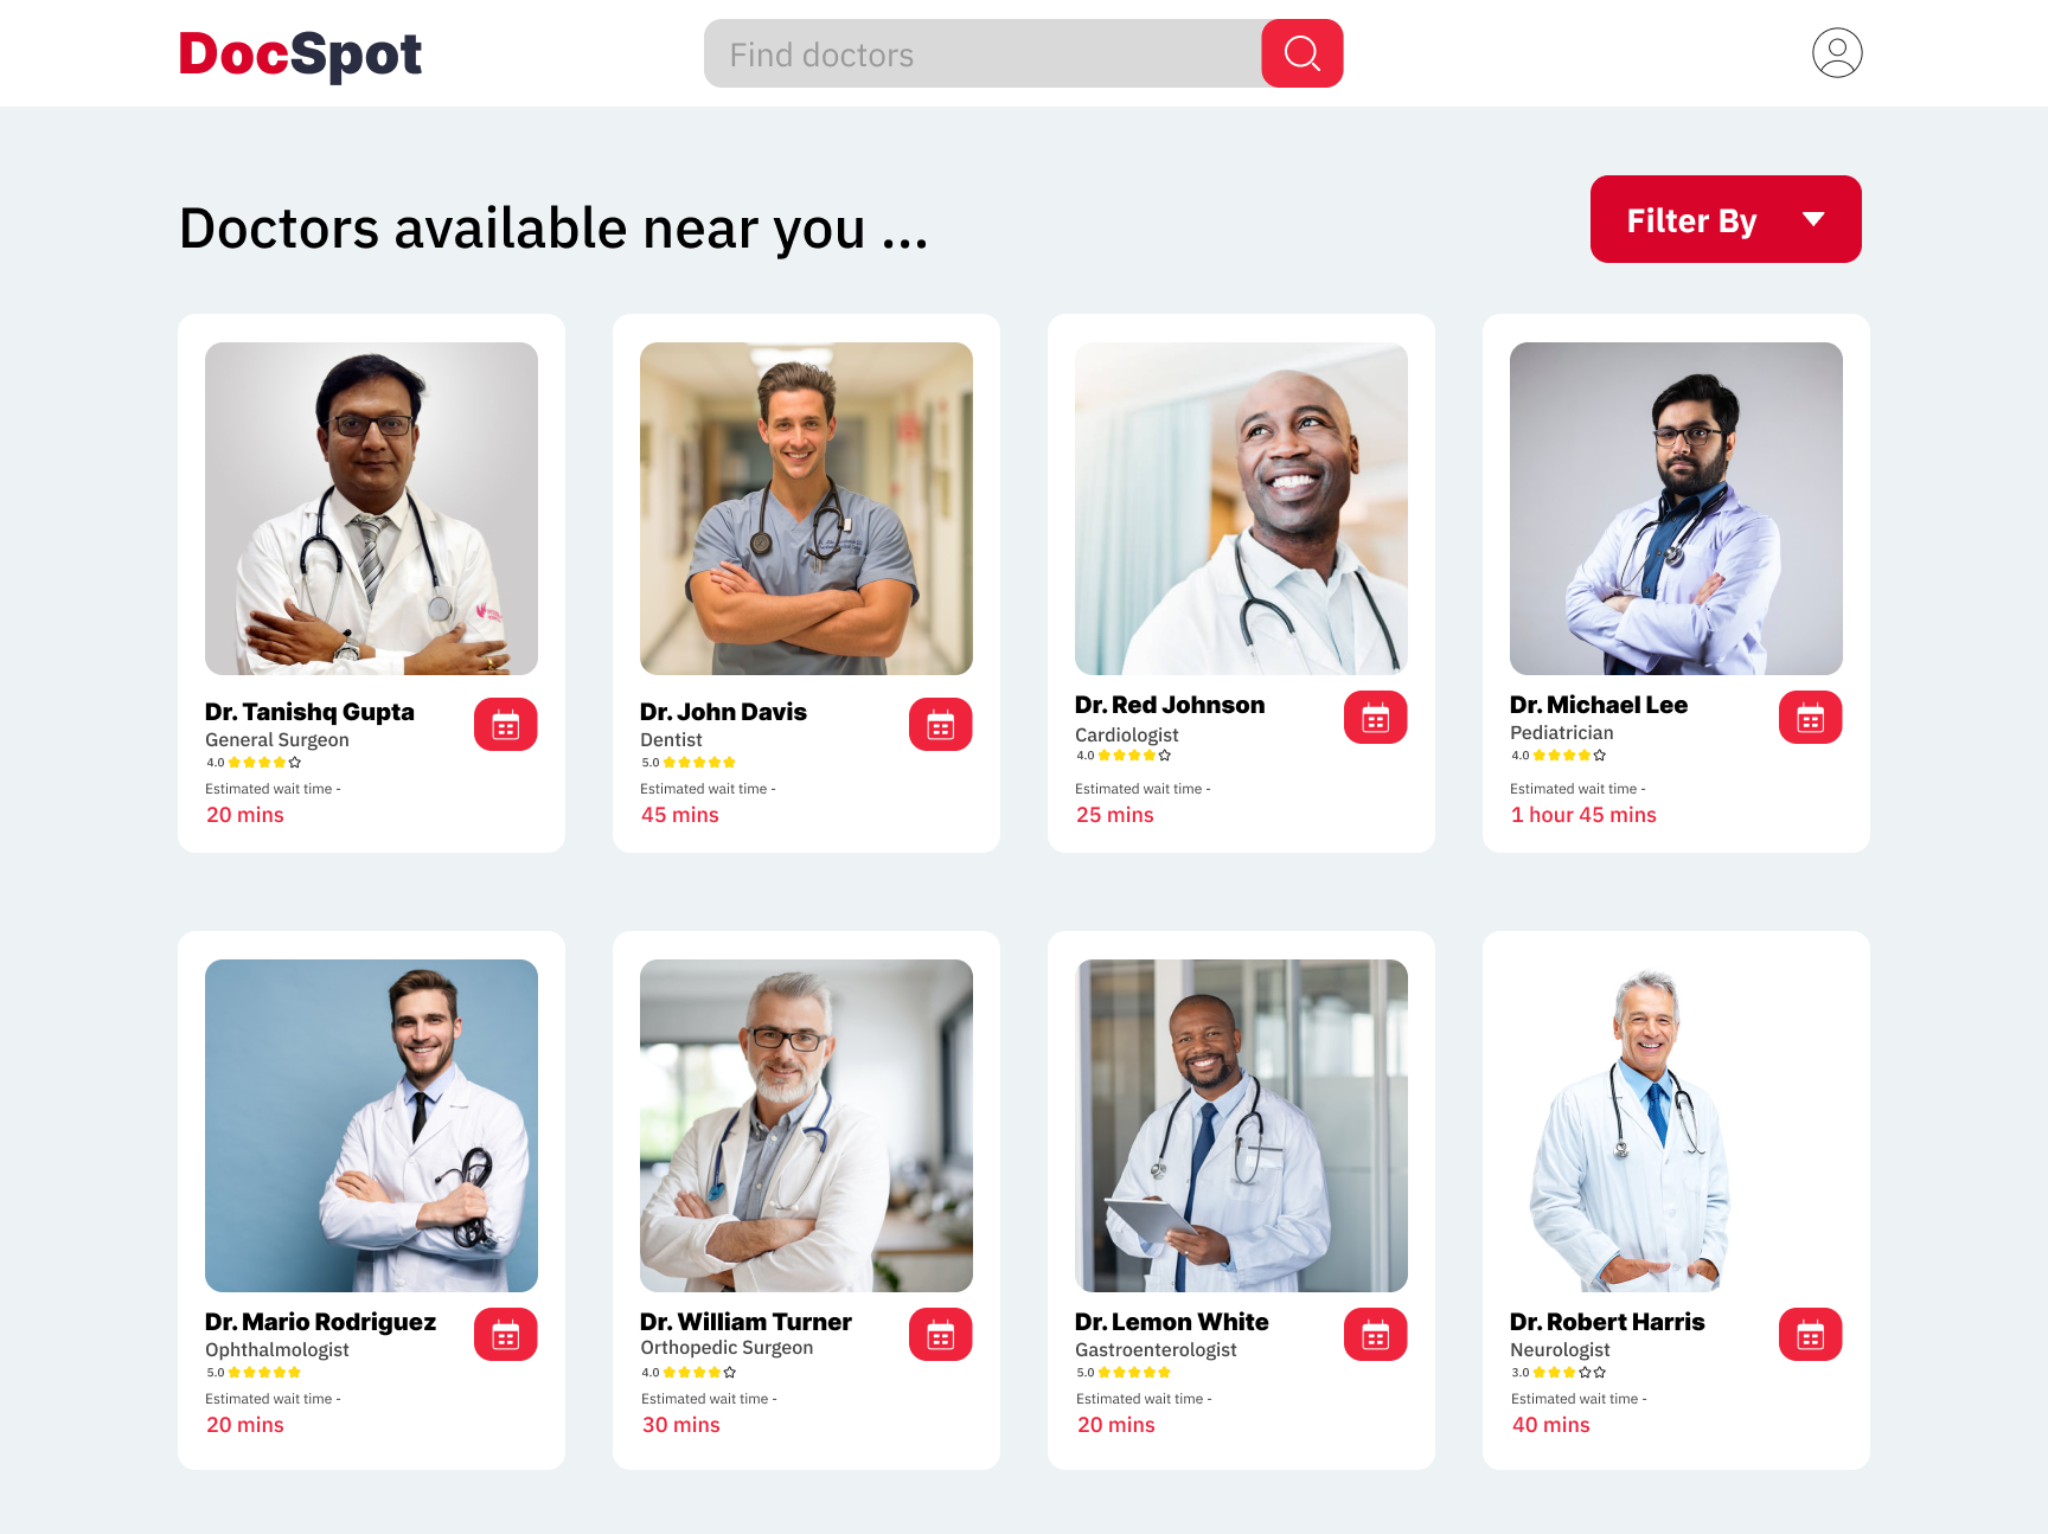 DocSpot
Find doctors
Doctors available near you ...
Filter By
Dr. Tanishq Gupta
General Surgeon
4.0
Estimated wait time -
20 mins
Dr. John Davis
Dentist
5.0
Estimated wait time -
45 mins
Dr. Red Johnson
Cardiologist
4.0
Estimated wait time -
25 mins
Dr. Michael Lee
Pediatrician
4.0
Estimated wait time -
1 hour 45 mins
Dr. Mario Rodriguez
Ophthalmologist
5.0
Estimated wait time -
20 mins
Dr. William Turner
Orthopedic Surgeon
4.0
Estimated wait time -
30 mins
Dr. Lemon White
Gastroenterologist
5.0
Estimated wait time -
20 mins
Dr. Robert Harris
Neurologist
3.0
Estimated wait time -
40 mins